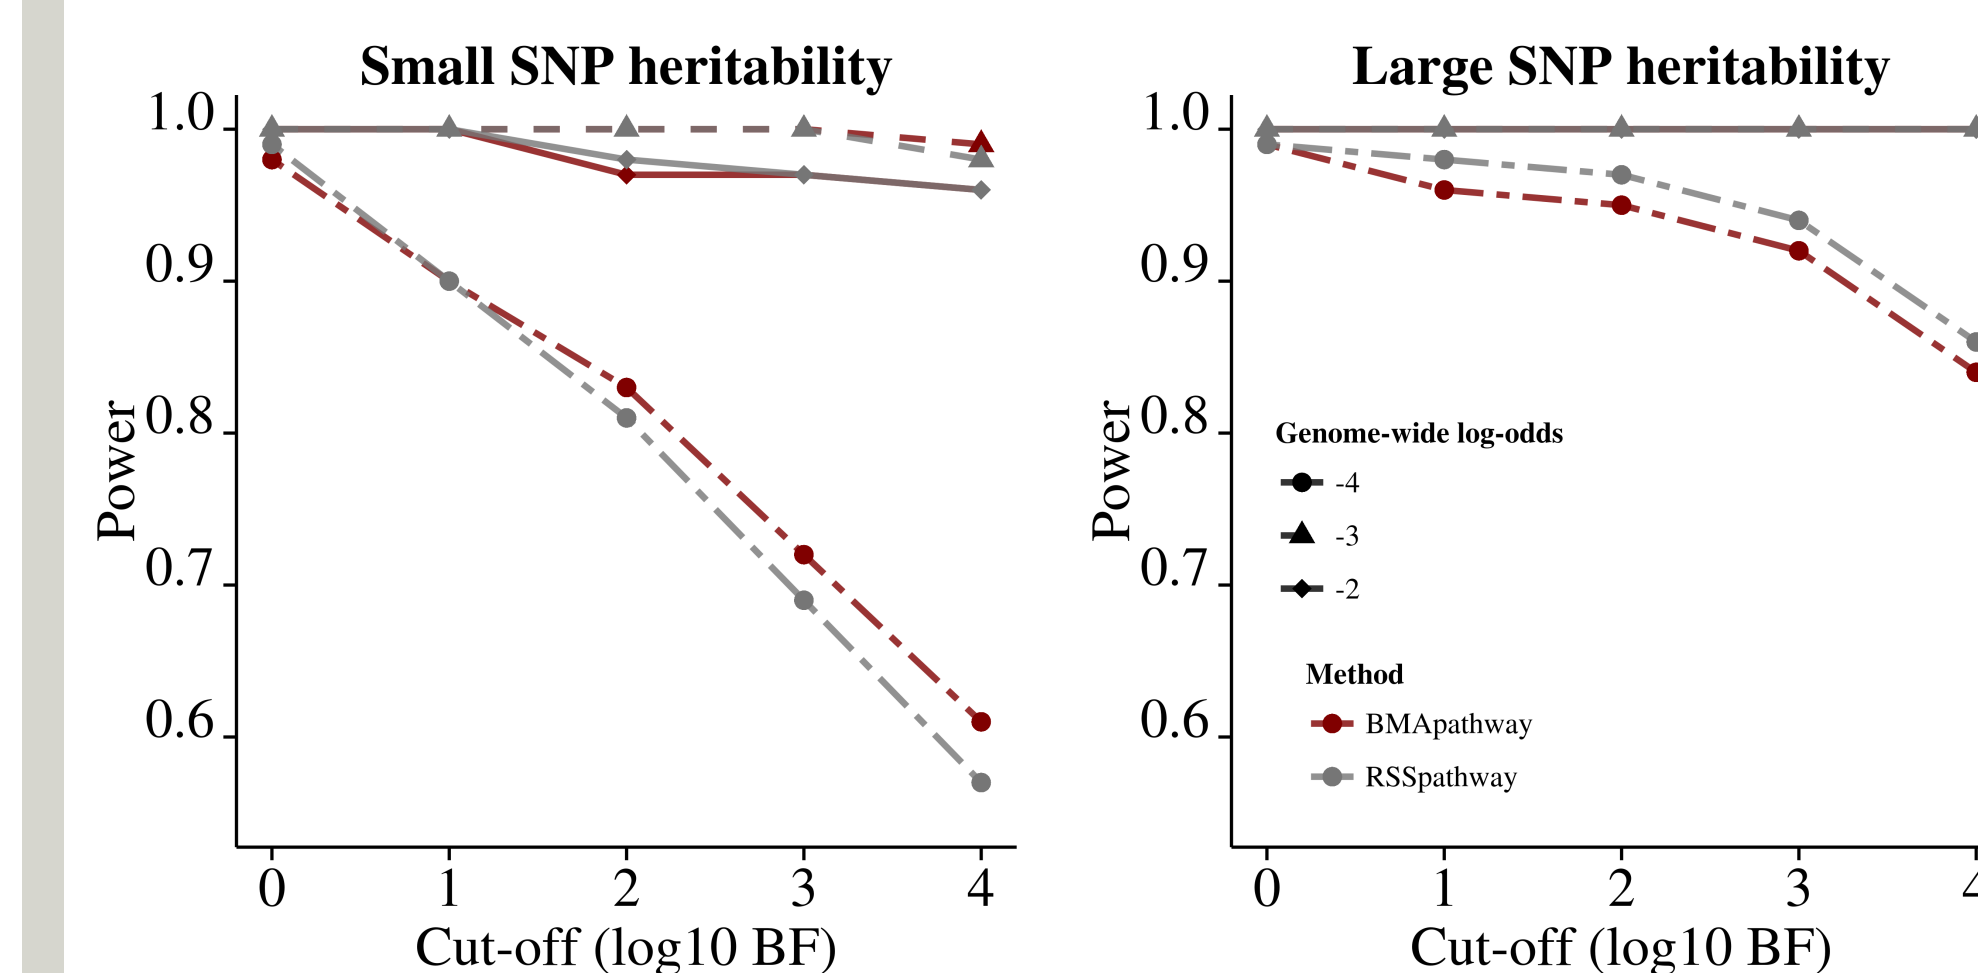 Small SNP heritability
1.0
0.9
0.8
0.7
0.6
Power
0 1 2 3 4
Cut-off (log10 BF)
Large SNP heritability
1.0
0.9
0.8
0.7
0.6
Power
Genome-wide log-odds
-4
-3
-2
Method
BMApathway
RSSpathway
0 1 2 3 4
Cut-off (log10 BF)